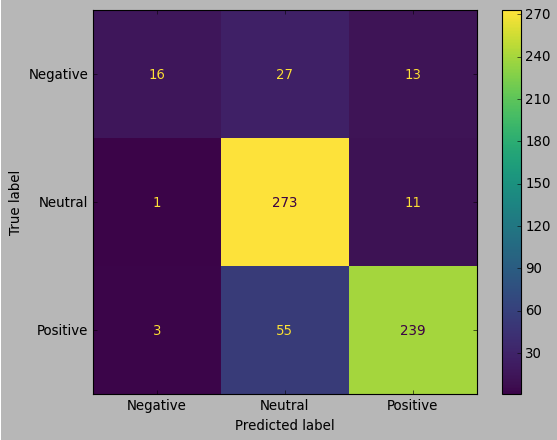 270
240
Negative 16 27 13
210
180
True label
Neutral 1 273 11
150
120
90
Positive 3 55 239
60
30
Negative Neutral Positive
Predicted label